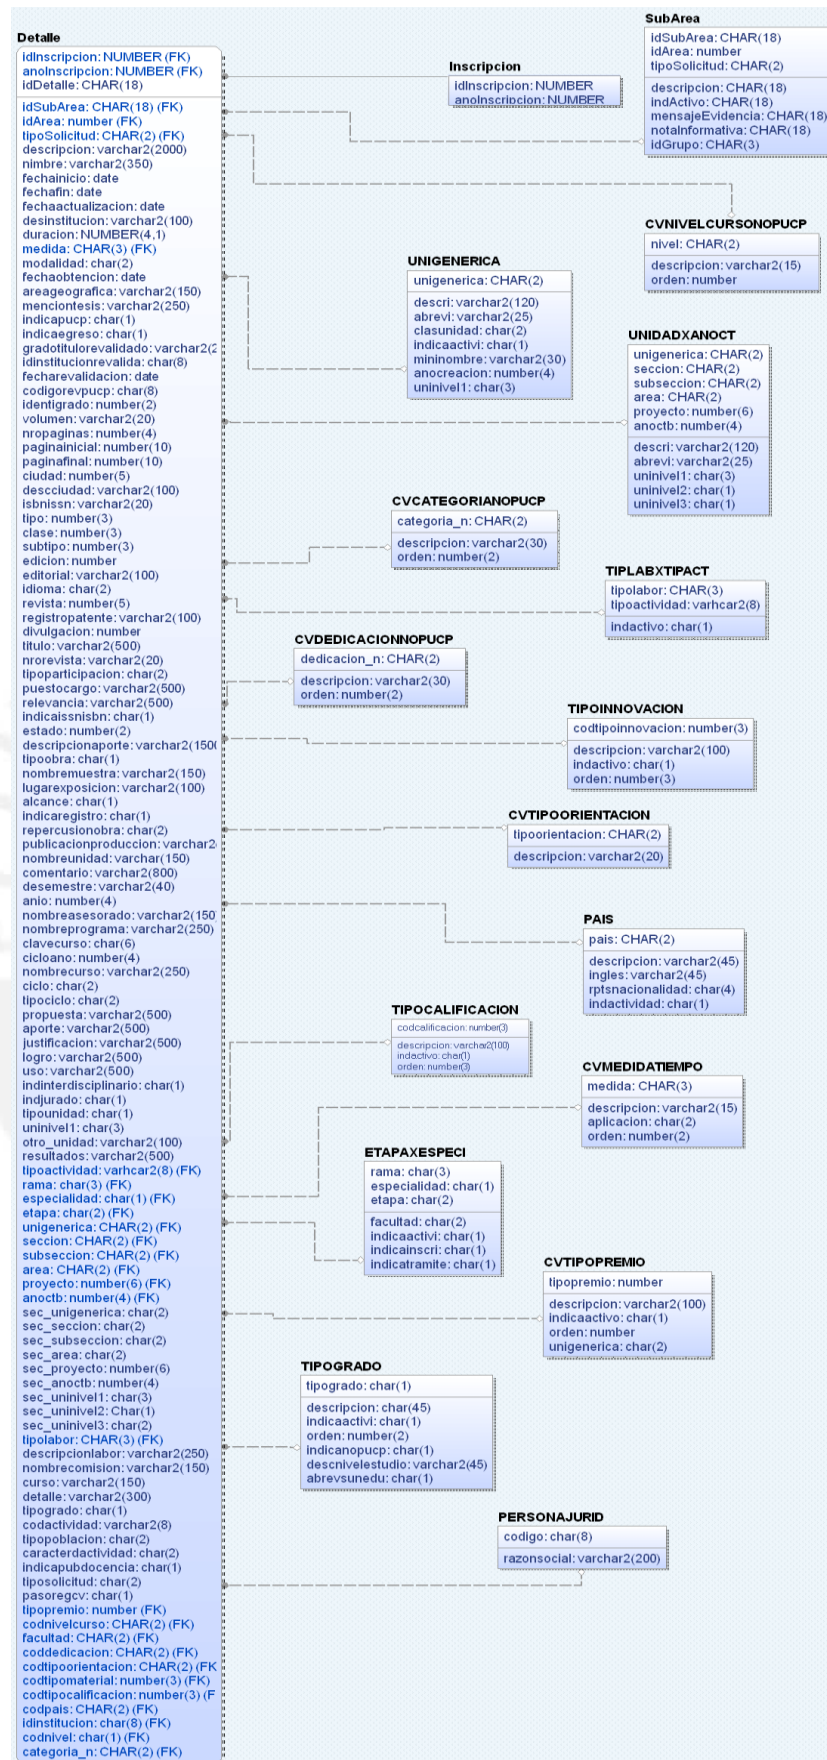 Detalle
idInscripcion: NUMBER (FK)
anoInscripcion: NUMBER (FK)
idDetalle: CHAR(18)
idSubArea: CHAR(18) (FK)
idArea: number (FK)
tipoSolicitud: CHAR(2) (FK)
descripcion: varchar2(2000)
nimbre: varchar2(350)
fechainicio: date
fechafin: date
fechaactualizacion: date
desinstitucion: varchar2(100)
duracion: NUMBER(4,1)
medida: CHAR(3) (FK)
modalidad: char(2)
fechaobtencion: date
areageografica: varchar2(150)
menciontesis: varchar2(250)
indicapucp: char(1)
indicaegreso: char(1)
gradotitulorevalidado: varchar2(2
idinstitucionrevalida: char(8)
fecharevalidacion: date
codigorevpucp: char(8)
identigrado: number(2)
volumen: varchar2(20)
nropaginas: number(4)
paginainicial: number(10)
paginafinal: number(10)
ciudad: number(5)
descciudad: varchar2(100)
isbnissn: varchar2(20)
tipo: number(3)
clase: number(3)
subtipo: number(3)
edicion: number
editorial: varchar2(100)
idioma: char(2)
revista: number(5)
registropatente: varchar2(100)
divulgacion: number
titulo: varchar2(500)
nrorevista: varchar2(20)
tipoparticipacion: char(2)
puestocargo: varchar2(500)
relevancia: varchar2(500)
indicaissnisbn: char(1)
estado: number(2)
descripcionaporte: varchar2(1500
tipoobra: char(1)
nombremuestra: varchar2(150)
lugarexposicion: varchar2(100)
alcance: char(1)
indicaregistro: char(1)
repercusionobra: char(2)
publicacionproduccion: varchar2
nombreunidad: varchar(150)
comentario: varchar2(800)
desemestre: varchar2(40)
anio: number(4)
nombreasesorado: varchar2(150
nombreprograma: varchar2(250)
clavecurso: char(6)
cicloano: number(4)
nombrecurso: varchar2(250)
ciclo: char(2)
tipociclo: char(2)
propuesta: varchar2(500)
aporte: varchar2(500)
justificacion: varchar2(500)
logro: varchar2(500)
uso: varchar2(500)
indinterdisciplinario: char(1)
indjurado: char(1)
tipounidad: char(1)
uninivel1: char(3)
otro_unidad: varchar2(100)
resultados: varchar2(500)
tipoactividad: varhcar2(8) (FK)
rama: char(3) (FK)
especialidad: char(1) (FK)
etapa: char(2) (FK)
unigenerica: CHAR(2) (FK)
seccion: CHAR(2) (FK)
subseccion: CHAR(2) (FK)
area: CHAR(2) (FK)
proyecto: number(6) (FK)
anoctb: number(4) (FK)
sec_unigenerica: char(2)
sec_seccion: char(2)
sec_subseccion: char(2)
sec_area: char(2)
sec_proyecto: number(6)
sec_anoctb: number(4)
sec_uninivel1: char(3)
sec_uninivel2: Char(1)
sec_uninivel3: char(2)
tipolabor: CHAR(3) (FK)
descripcionlabor: varchar2(250)
nombrecomision: varchar2(150)
curso: varchar2(150)
detalle: varchar2(300)
tipogrado: char(1)
codactividad: varchar2(8)
tipopoblacion: char(2)
caracterdactividad: char(2)
indicapubdocencia: char(1)
tiposolicitud: char(2)
pasoregcv: char(1)
tipopremio: number (FK)
codnivelcurso: CHAR(2) (FK)
facultad: CHAR(2) (FK)
coddedicacion: CHAR(2) (FK)
codtipoorientacion: CHAR(2) (FK
codtipomaterial: number(3) (FK)
codtipocalificacion: number(3) (F
codpais: CHAR(2) (FK)
idinstitucion: char(8) (FK)
codnivel: char(1) (FK)
categoria_n: CHAR(2) (FK)
Inscripcion
idInscripcion: NUMBER
anoInscripcion: NUMBER
SubArea
idSubArea: CHAR(18)
idArea: number
tipoSolicitud: CHAR(2)
descripcion: CHAR(18)
indActivo: CHAR(18)
mensajeEvidencia: CHAR(18)
notaInformativa: CHAR(18)
idGrupo: CHAR(3)
CVNIVELCURSONOPUCP
nivel: CHAR(2)
descripcion: varchar2(15)
orden: number
UNIGENERICA
unigenerica: CHAR(2)
descri: varchar2(120)
abrevi: varchar2(25)
clasunidad: char(2)
indicaactivi: char(1)
mininombre: varchar2(30)
anocreacion: number(4)
uninivel1: char(3)
UNIDADXANOCT
unigenerica: CHAR(2)
seccion: CHAR(2)
subseccion: CHAR(2)
area: CHAR(2)
proyecto: number(6)
anoctb: number(4)
descri: varchar2(120)
abrevi: varchar2(25)
uninivel1: char(3)
uninivel2: char(1)
uninivel3: char(1)
CVCATEGORIANOPUCP
categoria_n: CHAR(2)
descripcion: varchar2(30)
orden: number(2)
TIPLABXTIPACT
tipolabor: CHAR(3)
tipoactividad: varhcar2(8)
indactivo: char(1)
CVDEDICACIONNOPUCP
dedicacion_n: CHAR(2)
descripcion: varchar2(30)
orden: number(2)
TIPOINNOVACION
codtipoinnovacion: number(3)
descripcion: varchar2(100)
indactivo: char(1)
orden: number(3)
CVTIPOORIENTACION
tipoorientacion: CHAR(2)
descripcion: varchar2(20)
PAIS
pais: CHAR(2)
descripcion: varchar2(45)
ingles: varchar2(45)
rptsnacionalidad: char(4)
indactividad: char(1)
TIPOCALIFICACION
codcalificacion: number(3)
descripcion: varchar2(100)
indactivo: char(1)
orden: number(3)
CVMEDIDATIEMPO
medida: CHAR(3)
descripcion: varchar2(15)
aplicacion: char(2)
orden: number(2)
ETAPAXESPECI
rama: char(3)
especialidad: char(1)
etapa: char(2)
facultad: char(2)
indicaactivi: char(1)
indicainscri: char(1)
indicatramite: char(1)
CVTIPOPREMIO
tipopremio: number
descripcion: varchar2(100)
indicaactivo: char(1)
orden: number
unigenerica: char(2)
TIPOGRADO
tipogrado: char(1)
descripcion: char(45)
indicaactivi: char(1)
orden: number(2)
indicanopucp: char(1)
descnivelestudio: varchar2(45)
abrevsunedu: char(1)
PERSONAJURID
codigo: char(8)
razonsocial: varchar2(200)